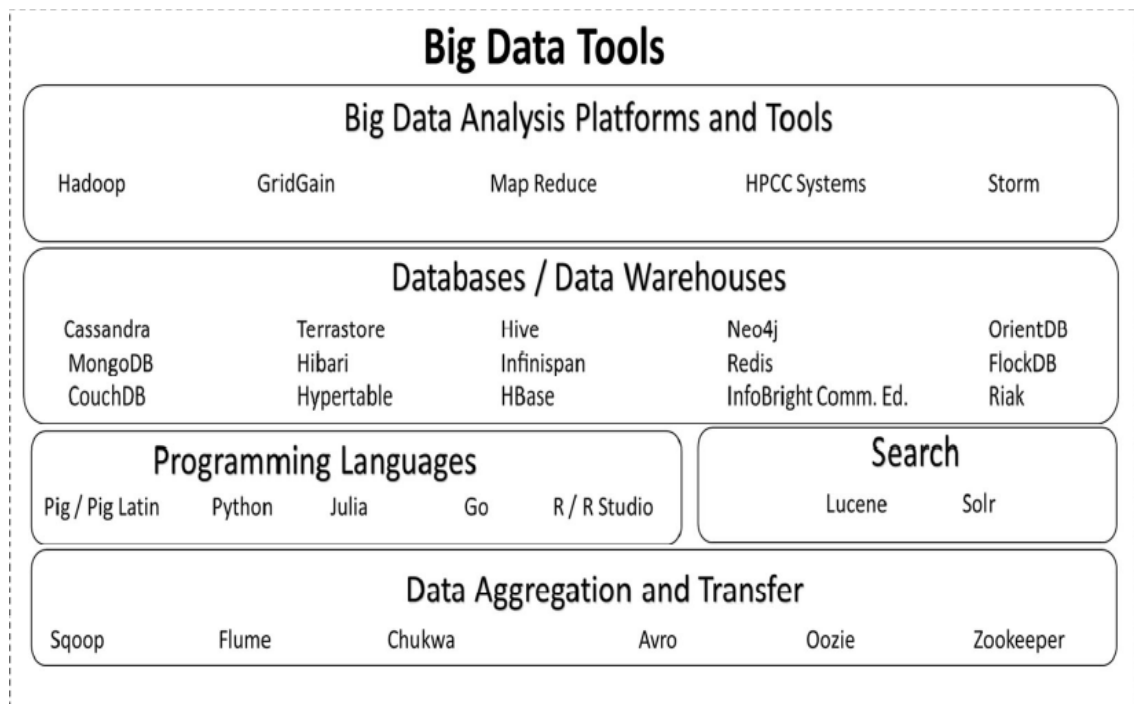 Big Data Tools
Big Data Analysis Platforms and Tools
Hadoop GridGain Map Reduce HPCC Systems Storm
Databases / Data Warehouses
Cassandra Terrastore Hive Neo4j OrientDB
MongoDB Hibari Infinispan Redis FlockDB
CouchDB Hypertable HBase InfoBright Comm. Ed. Riak
Programming Languages
Pig / Pig Latin Python Julia Go R / R Studio
Search
Lucene Solr
Data Aggregation and Transfer
Sqoop Flume Chukwa Avro Oozie Zookeeper